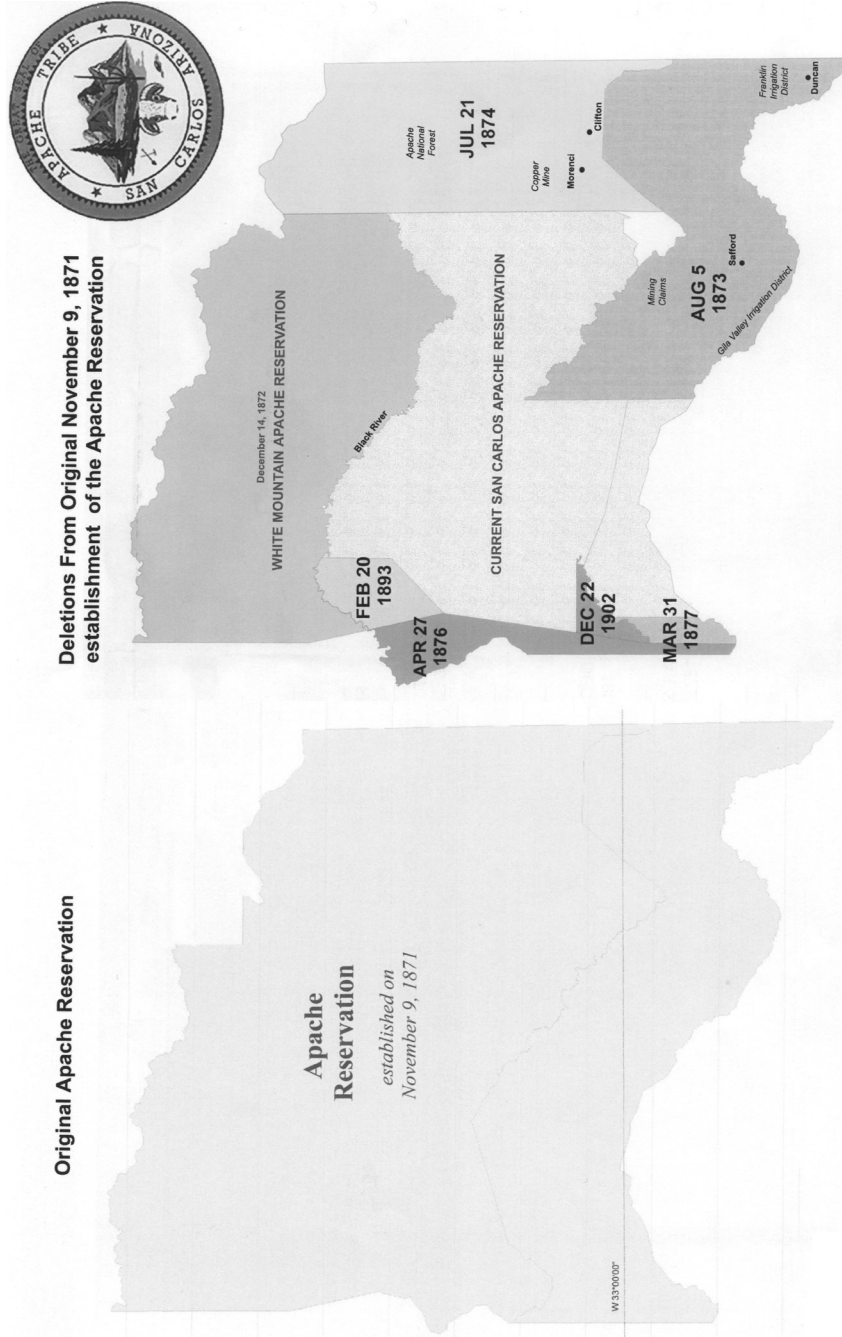 Original Apache Reservation
Apache
Reservation
established on
November 9, 1871
W 33°00'00"
Deletions From Original November 9, 1871
establishment of the Apache Reservation
THE GREAT SEAL OF
★ APACHE TRIBE ★
SAN CARLOS ARIZONA
December 14, 1872
WHITE MOUNTAIN APACHE RESERVATION
Black River
FEB 20
1893
APR 27
1876
CURRENT SAN CARLOS APACHE RESERVATION
DEC 22
1902
MAR 31
1877
Apache
National
Forest
JUL 21
1874
Copper
Mine
Morenci
Clifton
Mining
Claims
AUG 5
1873
Safford
Gila Valley Irrigation District
Franklin
Irrigation
District
Duncan